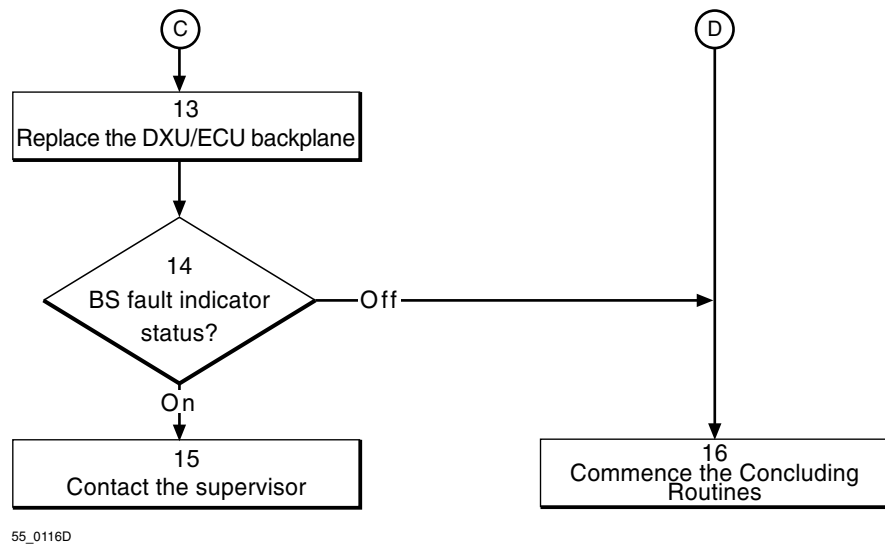 C
D
13
Replace the DXU/ECU backplane
14
BS fault indicator
status?
Off
On
15
Contact the supervisor
16
Commence the Concluding
Routines
55_0116D